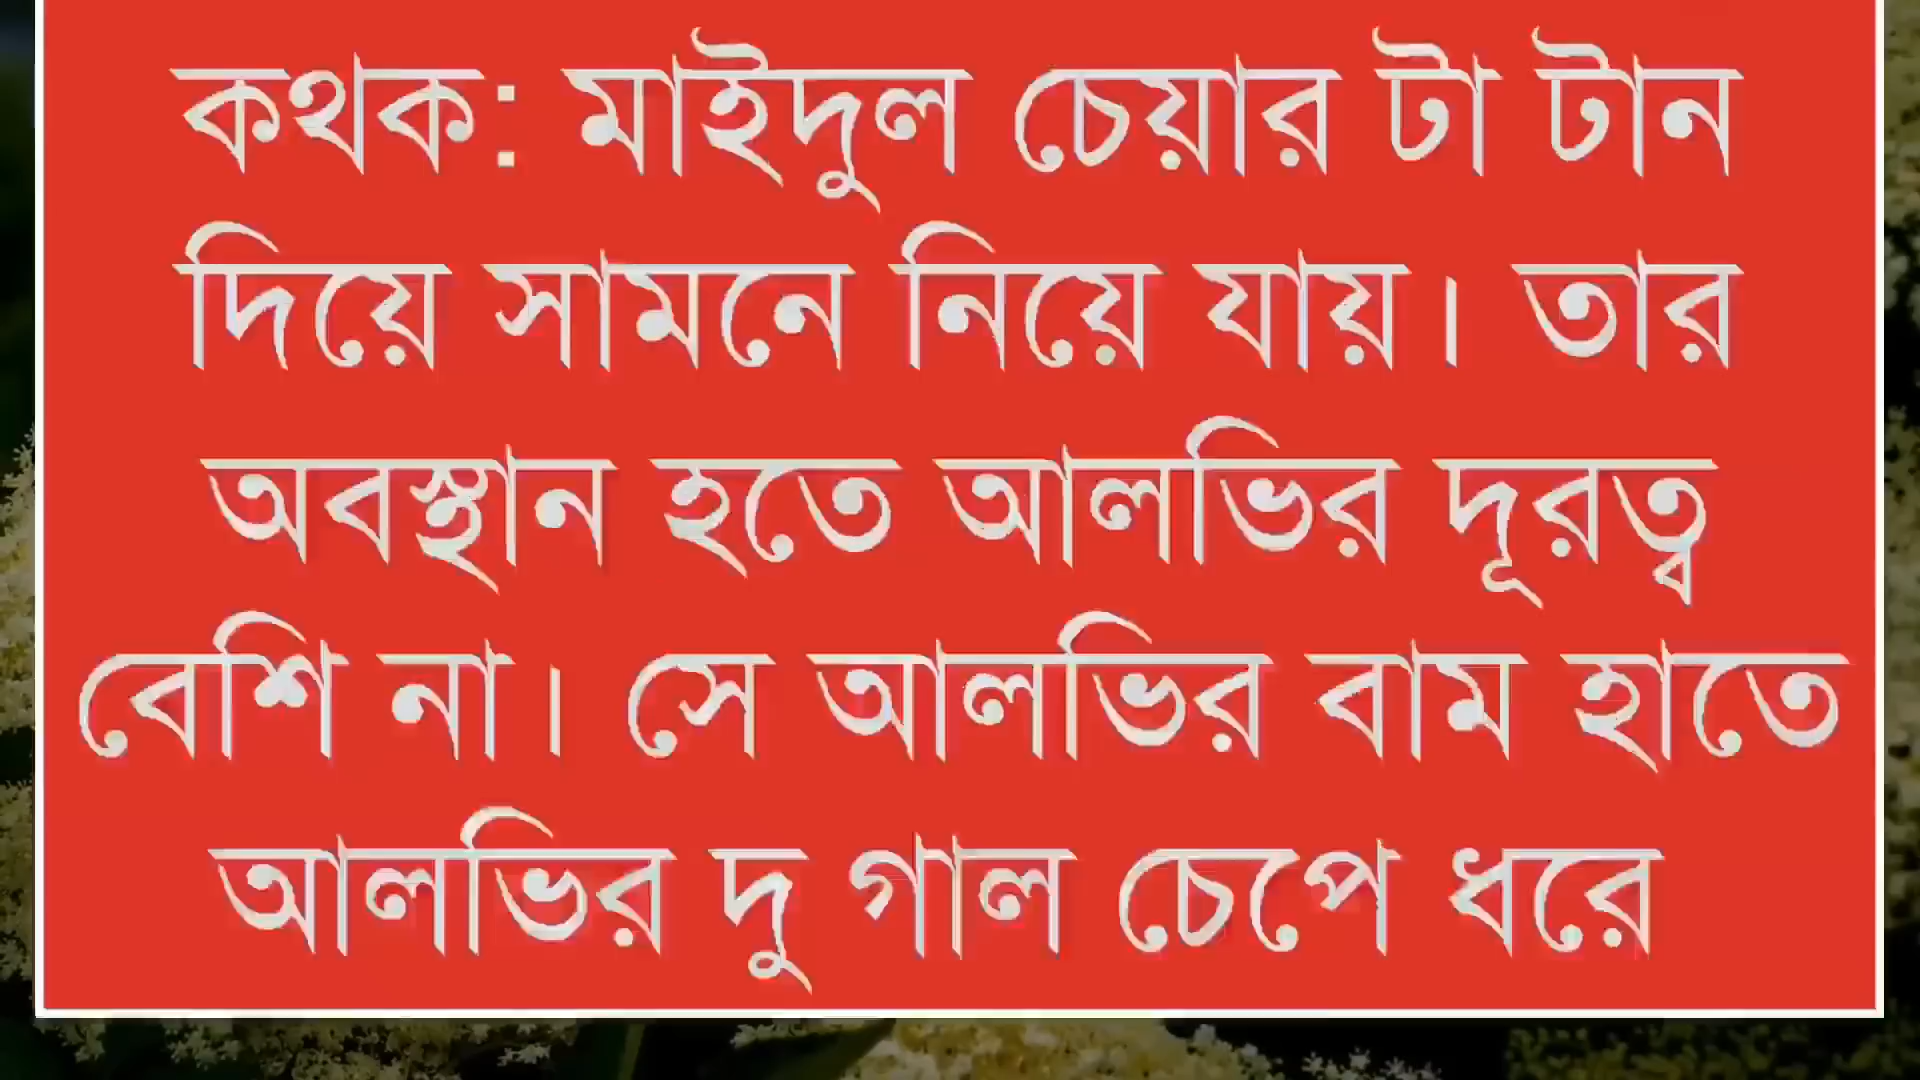 কথক: মাইদুল চেয়ার টা টান
দিয়ে সামনে নিয়ে যায়। তার
অবস্থান হতে আলভির দূরত্ব
বেশি না। সে আলভির বাম হাতে
আলভির দু গাল চেপে ধরে